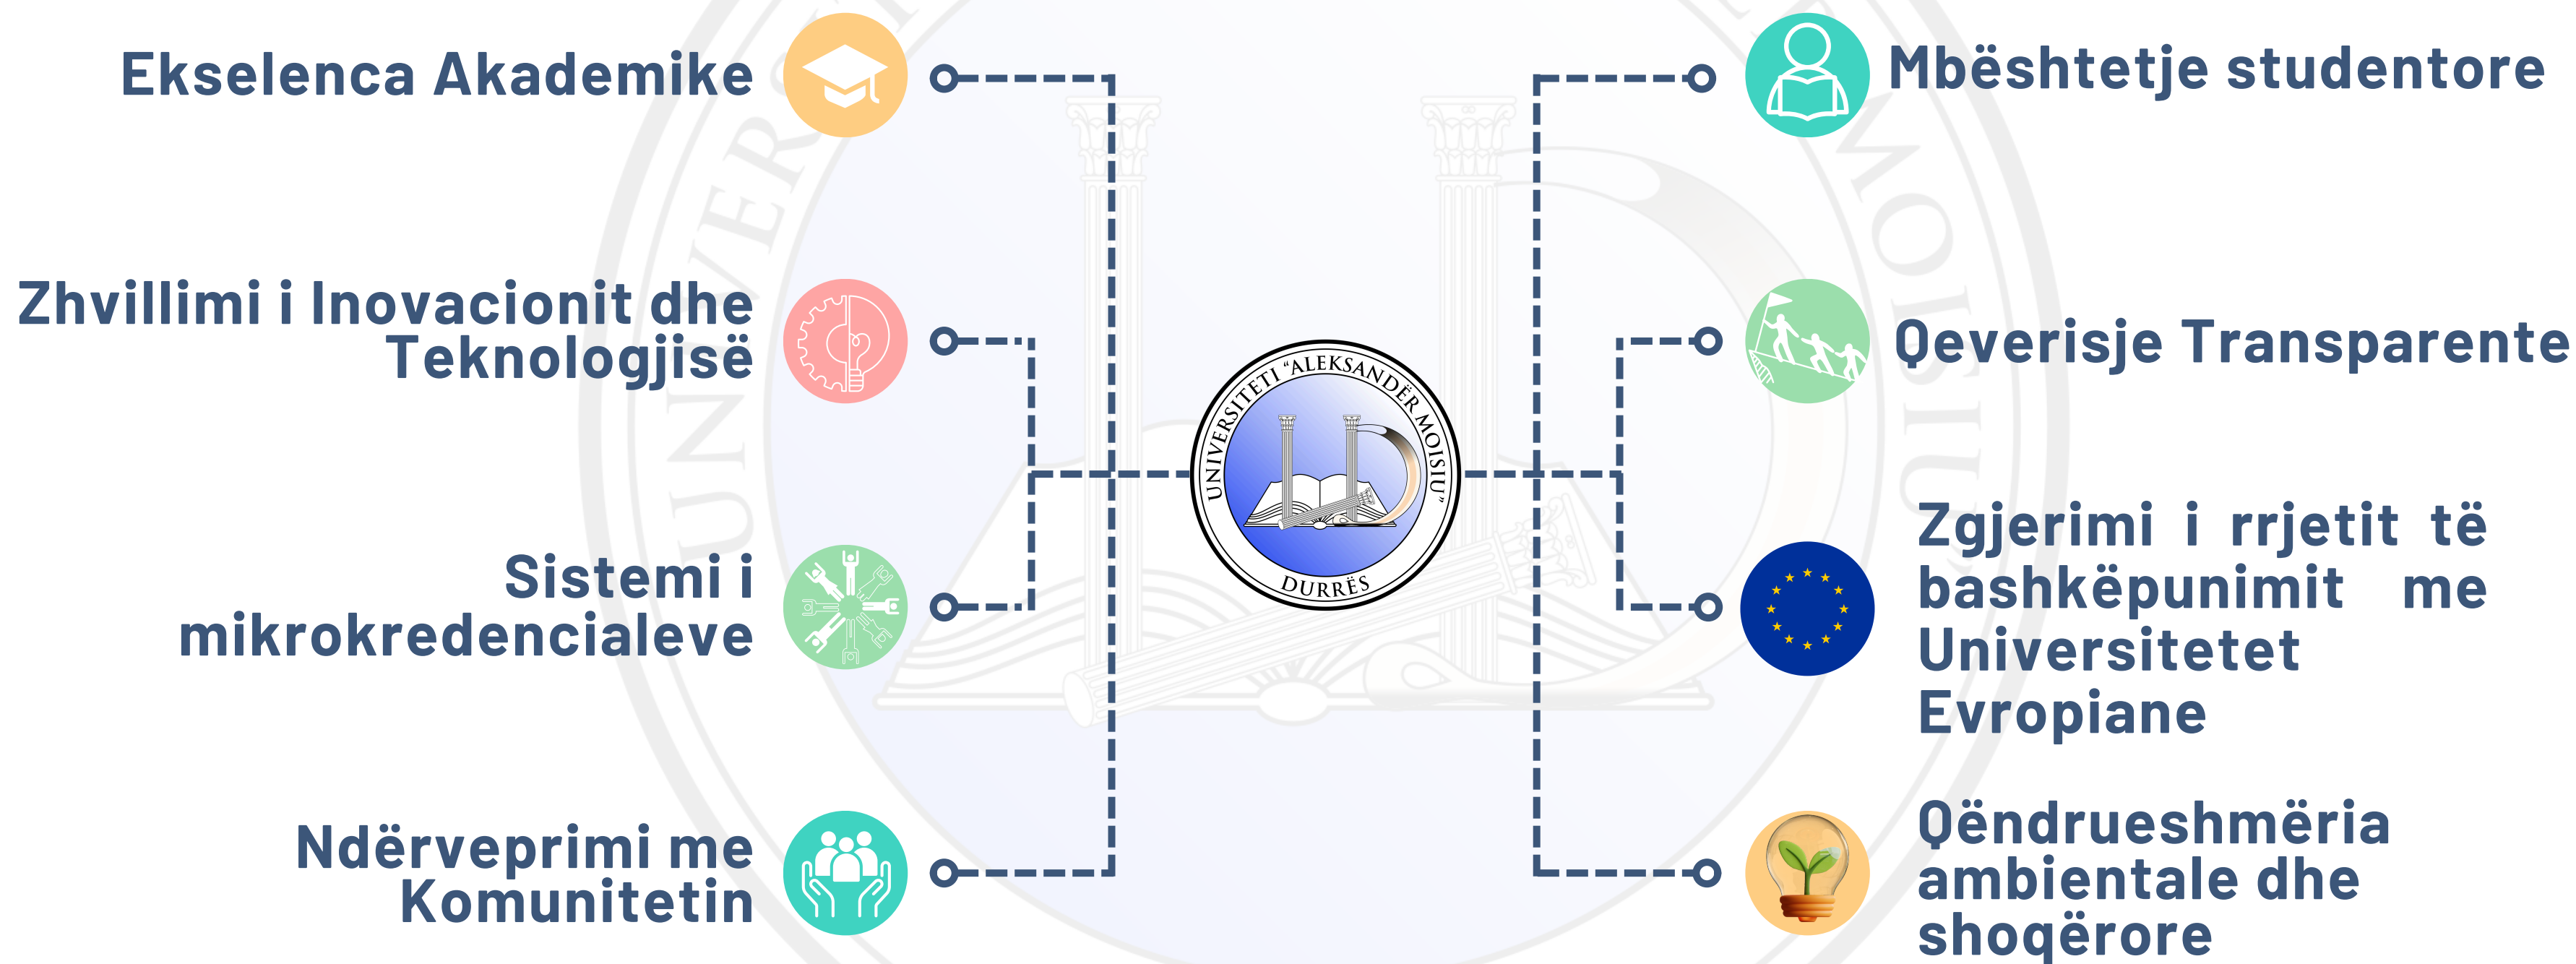 Ekselenca Akademike
Zhvillimi i Inovacionit dhe
Teknologjisë
Sistemi i
mikrokredencialeve
Ndërveprimi me
Komunitetin
UNIVERSITETI "ALEKSANDËR MOISIU"
DURRËS
Mbështetje studentore
Qeverisje Transparente
Zgjerimi i rrjetit të
bashkëpunimit me
Universitetet
Evropiane
Qëndrueshmëria
ambientale dhe
shoqërore